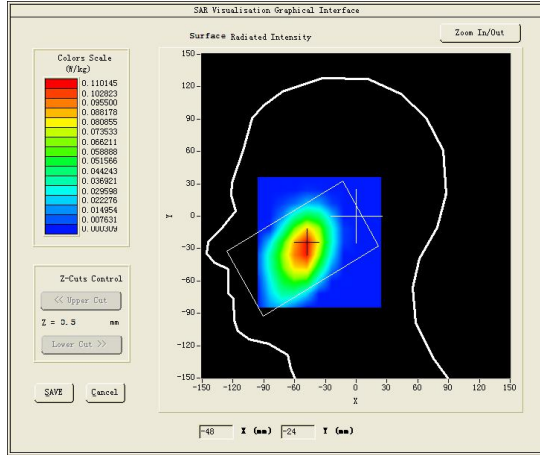 SAR Visualisation Graphical Interface
Surface Radiated Intensity
Zoom In/Out
Colors Scale
(W/kg)
0.110145
0.102823
0.095500
0.088178
0.080855
0.073533
0.066211
0.058888
0.051566
0.044243
0.036921
0.029598
0.022276
0.014954
0.007631
0.000309
150
120
90
60
30
0
-30
-60
-90
-120
-150
Y
-150 -120 -90 -60 -30 0 30 60 90 120 150
X
Z-Cuts Control
<< Upper Cut
Z = 3.5 mm
Lower Cut >>
SAVE Cancel
-48 X (mm) -24 Y (mm)